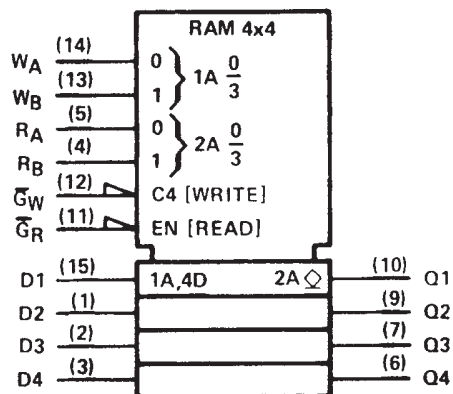 RAM 4x4
WA (14) 0 } 1A 0/3
WB (13) 1
RA (5) 0 } 2A 0/3
RB (4) 1
G̅W (12) C4 [WRITE]
G̅R (11) EN [READ]
D1 (15) 1A,4D 2A ◇ (10) Q1
D2 (1) (9) Q2
D3 (2) (7) Q3
D4 (3) (6) Q4